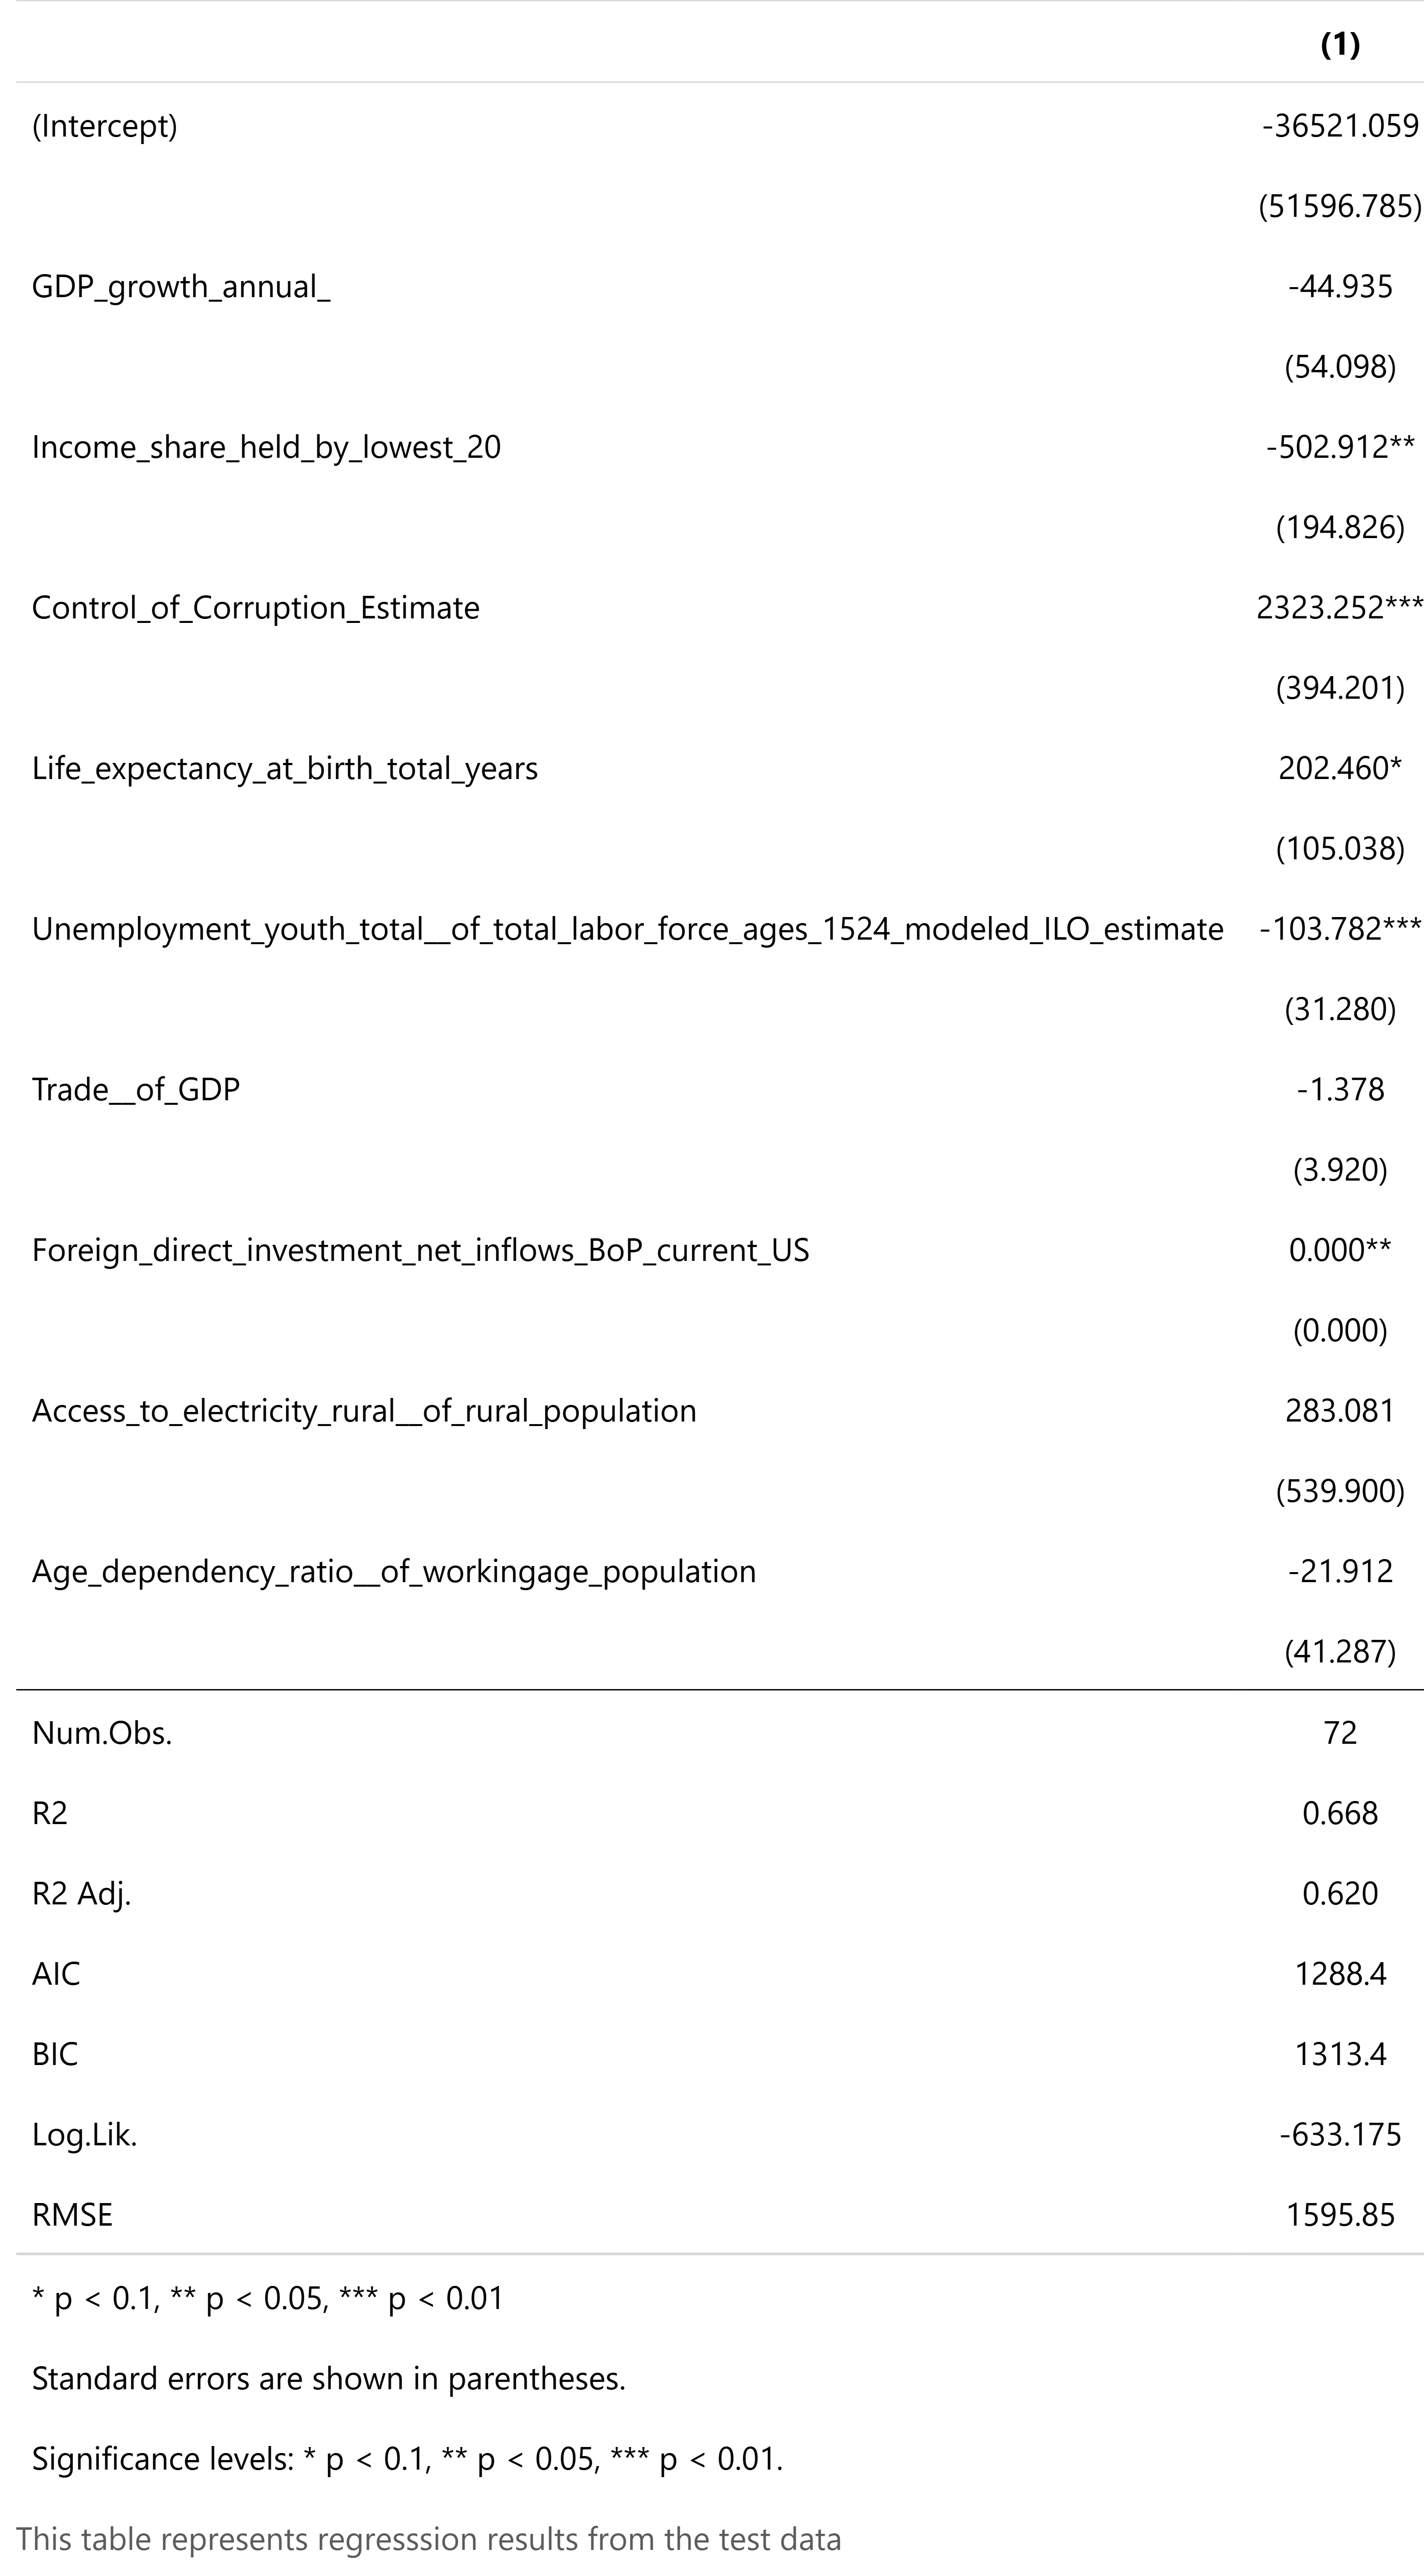 (1)
(Intercept) -36521.059
(51596.785)
GDP_growth_annual_ -44.935
(54.098)
Income_share_held_by_lowest_20 -502.912**
(194.826)
Control_of_Corruption_Estimate 2323.252***
(394.201)
Life_expectancy_at_birth_total_years 202.460*
(105.038)
Unemployment_youth_total__of_total_labor_force_ages_1524_modeled_ILO_estimate -103.782***
(31.280)
Trade__of_GDP -1.378
(3.920)
Foreign_direct_investment_net_inflows_BoP_current_US 0.000**
(0.000)
Access_to_electricity_rural__of_rural_population 283.081
(539.900)
Age_dependency_ratio__of_workingage_population -21.912
(41.287)
Num.Obs. 72
R2 0.668
R2 Adj. 0.620
AIC 1288.4
BIC 1313.4
Log.Lik. -633.175
RMSE 1595.85
* p < 0.1, ** p < 0.05, *** p < 0.01
Standard errors are shown in parentheses.
Significance levels: * p < 0.1, ** p < 0.05, *** p < 0.01.
This table represents regresssion results from the test data